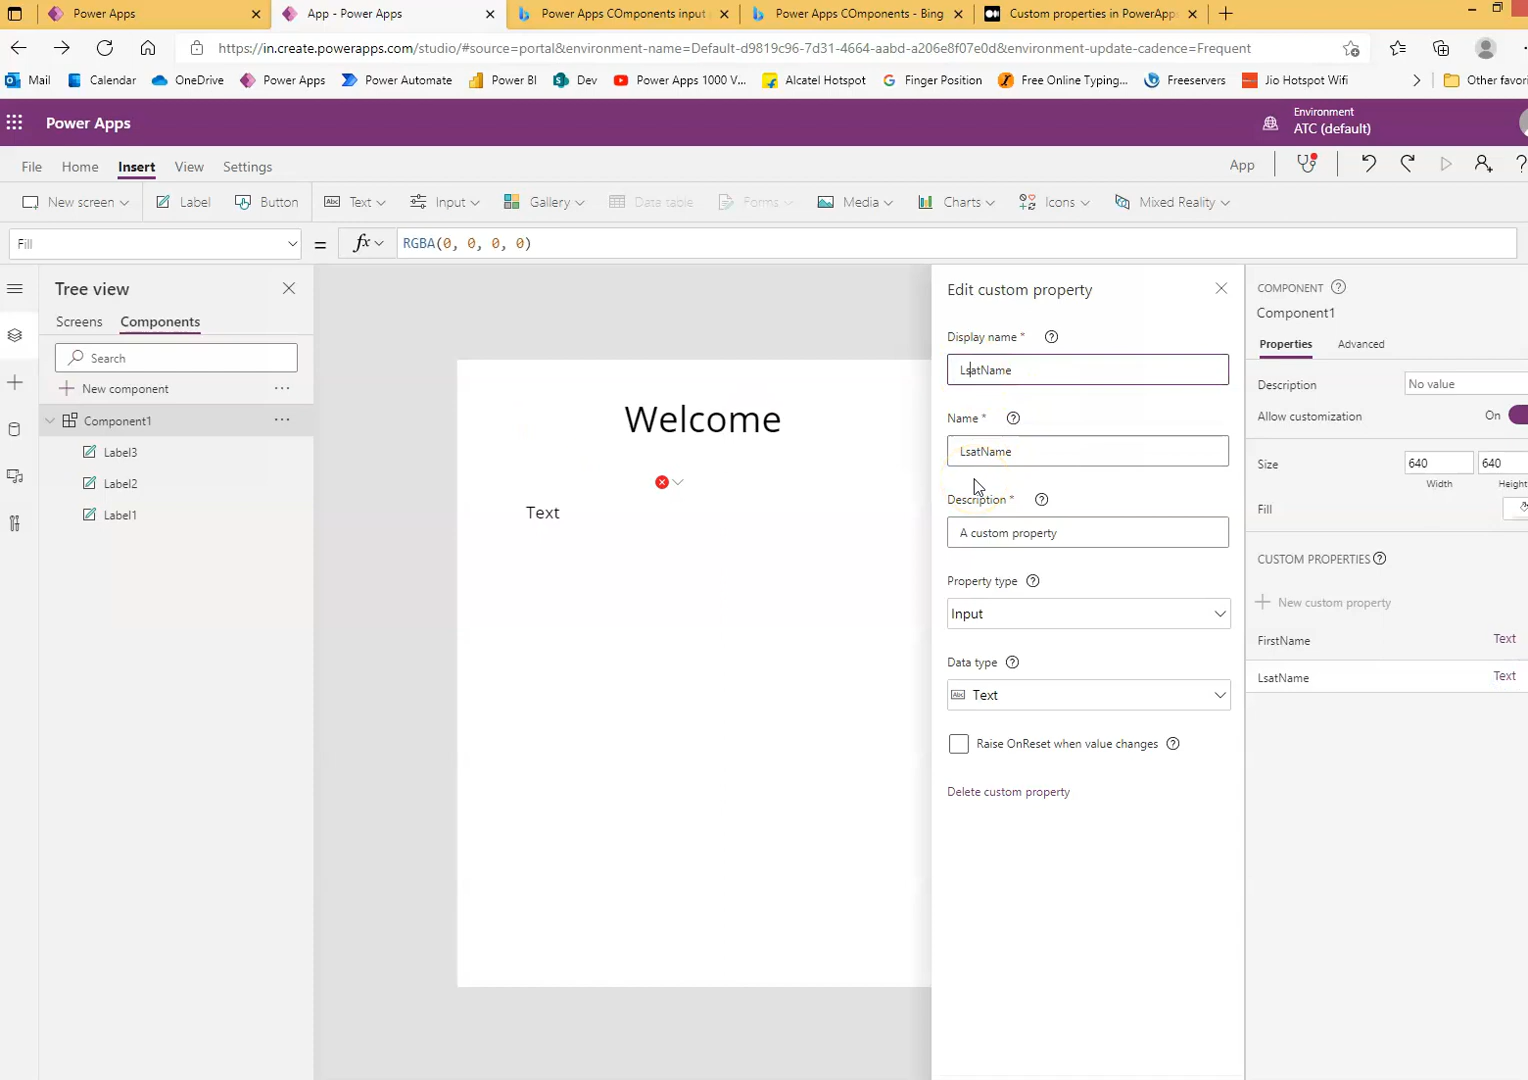 Power Apps
App - Power Apps
Power Apps COmponents input
Power Apps COmponents - Bing
Custom properties in PowerApps
https://in.create.powerapps.com/studio/#source=portal&environment-name=Default-d9819c96-7d31-4664-aabd-a206e8f07e0d&environment-update-cadence=Frequent
Mail
Calendar
OneDrive
Power Apps
Power Automate
Power BI
Dev
Power Apps 1000 V...
Alcatel Hotspot
Finger Position
Free Online Typing...
Freeservers
Jio Hotspot Wifi
Other favori
Power Apps
Environment
ATC (default)
File
Home
Insert
View
Settings
App
New screen
Label
Button
Text
Input
Gallery
Data table
Forms
Media
Charts
Icons
Mixed Reality
Fill
=
fx
RGBA(0, 0, 0, 0)
Tree view
Screens
Components
Search
New component
Component1
Label3
Label2
Label1
Welcome
Text
Edit custom property
Display name *
LsatName
Name *
LsatName
Description *
A custom property
Property type
Input
Data type
Abc Text
Raise OnReset when value changes
Delete custom property
COMPONENT
Component1
Properties
Advanced
Description
No value
Allow customization
On
Size
640
640
Width
Height
Fill
CUSTOM PROPERTIES
New custom property
FirstName
Text
LsatName
Text